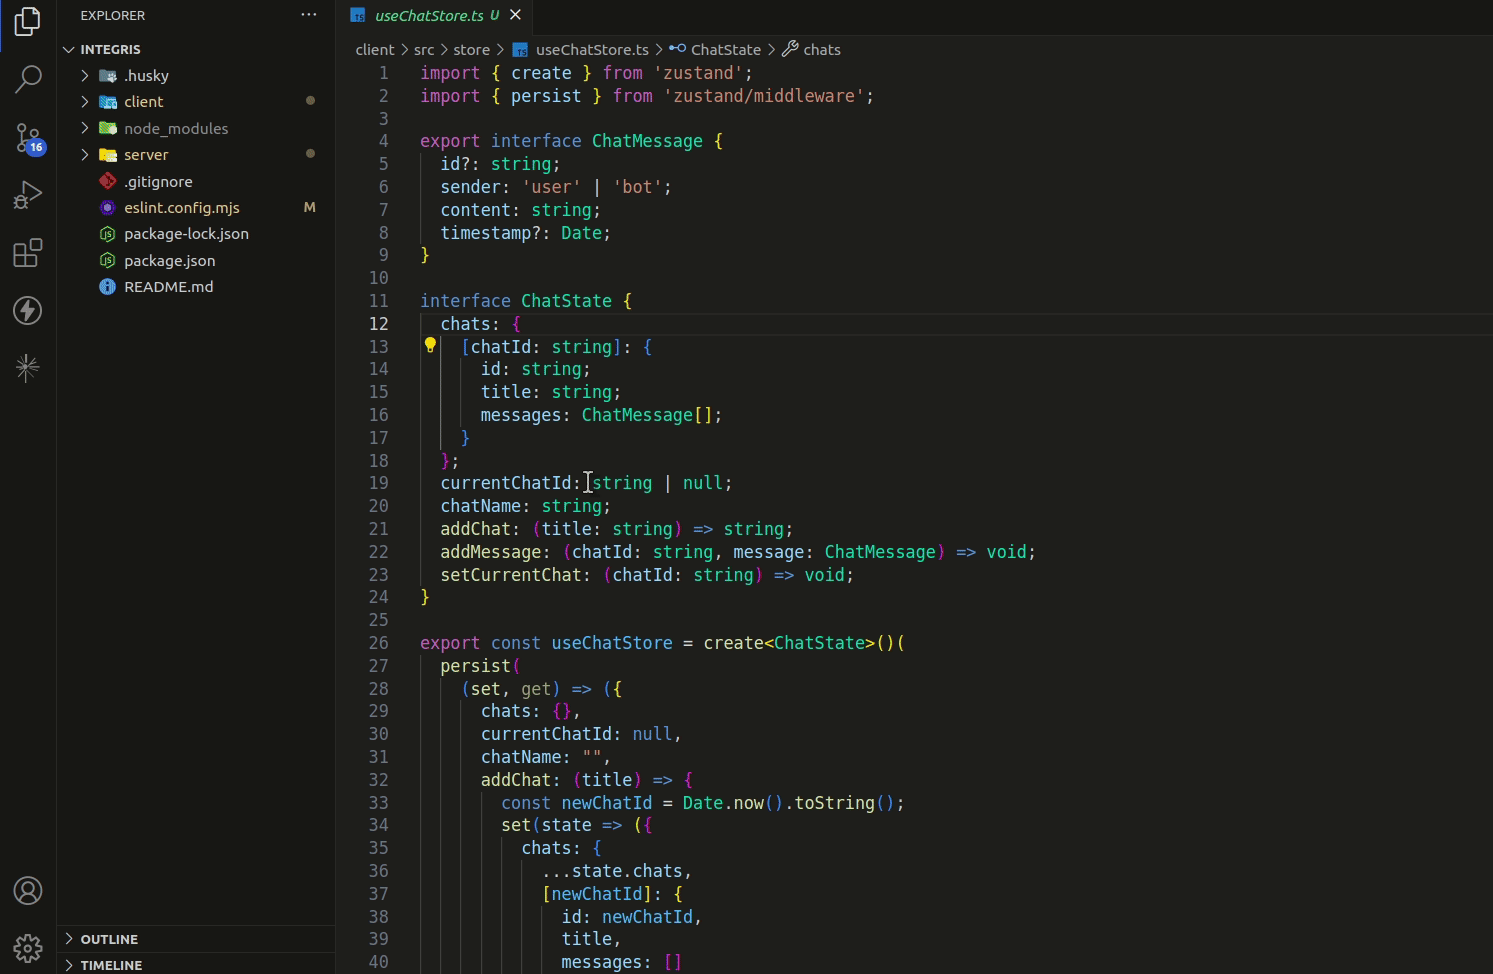 EXPLORER
INTEGRIS
.husky
client
node_modules
server
.gitignore
eslint.config.mjs M
package-lock.json
package.json
README.md
16
OUTLINE
TIMELINE
TS useChatStore.ts U
client > src > store > TS useChatStore.ts > ChatState > chats
1 import { create } from 'zustand';
2 import { persist } from 'zustand/middleware';
3
4 export interface ChatMessage {
5 id?: string;
6 sender: 'user' | 'bot';
7 content: string;
8 timestamp?: Date;
9 }
10
11 interface ChatState {
12 chats: {
13 [chatId: string]: {
14 id: string;
15 title: string;
16 messages: ChatMessage[];
17 }
18 };
19 currentChatId: string | null;
20 chatName: string;
21 addChat: (title: string) => string;
22 addMessage: (chatId: string, message: ChatMessage) => void;
23 setCurrentChat: (chatId: string) => void;
24 }
25
26 export const useChatStore = create<ChatState>()(
27 persist(
28 (set, get) => ({
29 chats: {},
30 currentChatId: null,
31 chatName: "",
32 addChat: (title) => {
33 const newChatId = Date.now().toString();
34 set(state => ({
35 chats: {
36 ...state.chats,
37 [newChatId]: {
38 id: newChatId,
39 title,
40 messages: []